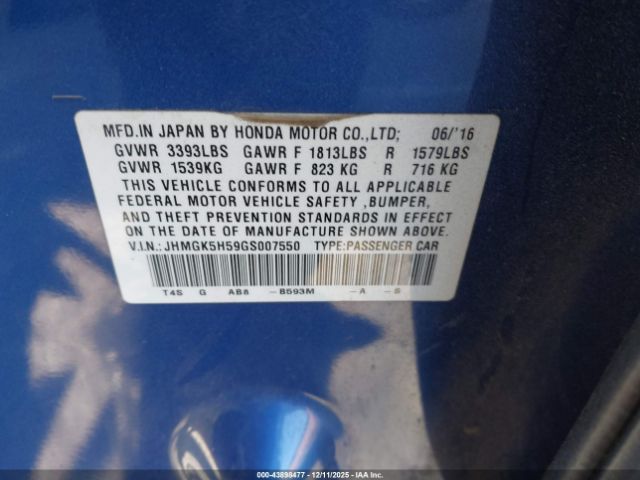 MFD.IN JAPAN BY HONDA MOTOR CO.,LTD; 06/'16
GVWR 3393LBS GAWR F 1813LBS R 1579LBS
GVWR 1539KG GAWR F 823 KG R 716 KG
THIS VEHICLE CONFORMS TO ALL APPLICABLE
FEDERAL MOTOR VEHICLE SAFETY ,BUMPER,
AND THEFT PREVENTION STANDARDS IN EFFECT
ON THE DATE OF MANUFACTURE SHOWN ABOVE.
V.I.N.: JHMGK5H59GS007550 TYPE:PASSENGER CAR
T4S G AB8 -B593M -A -S
000-43898477 - 12/11/2025 - IAAHC.com